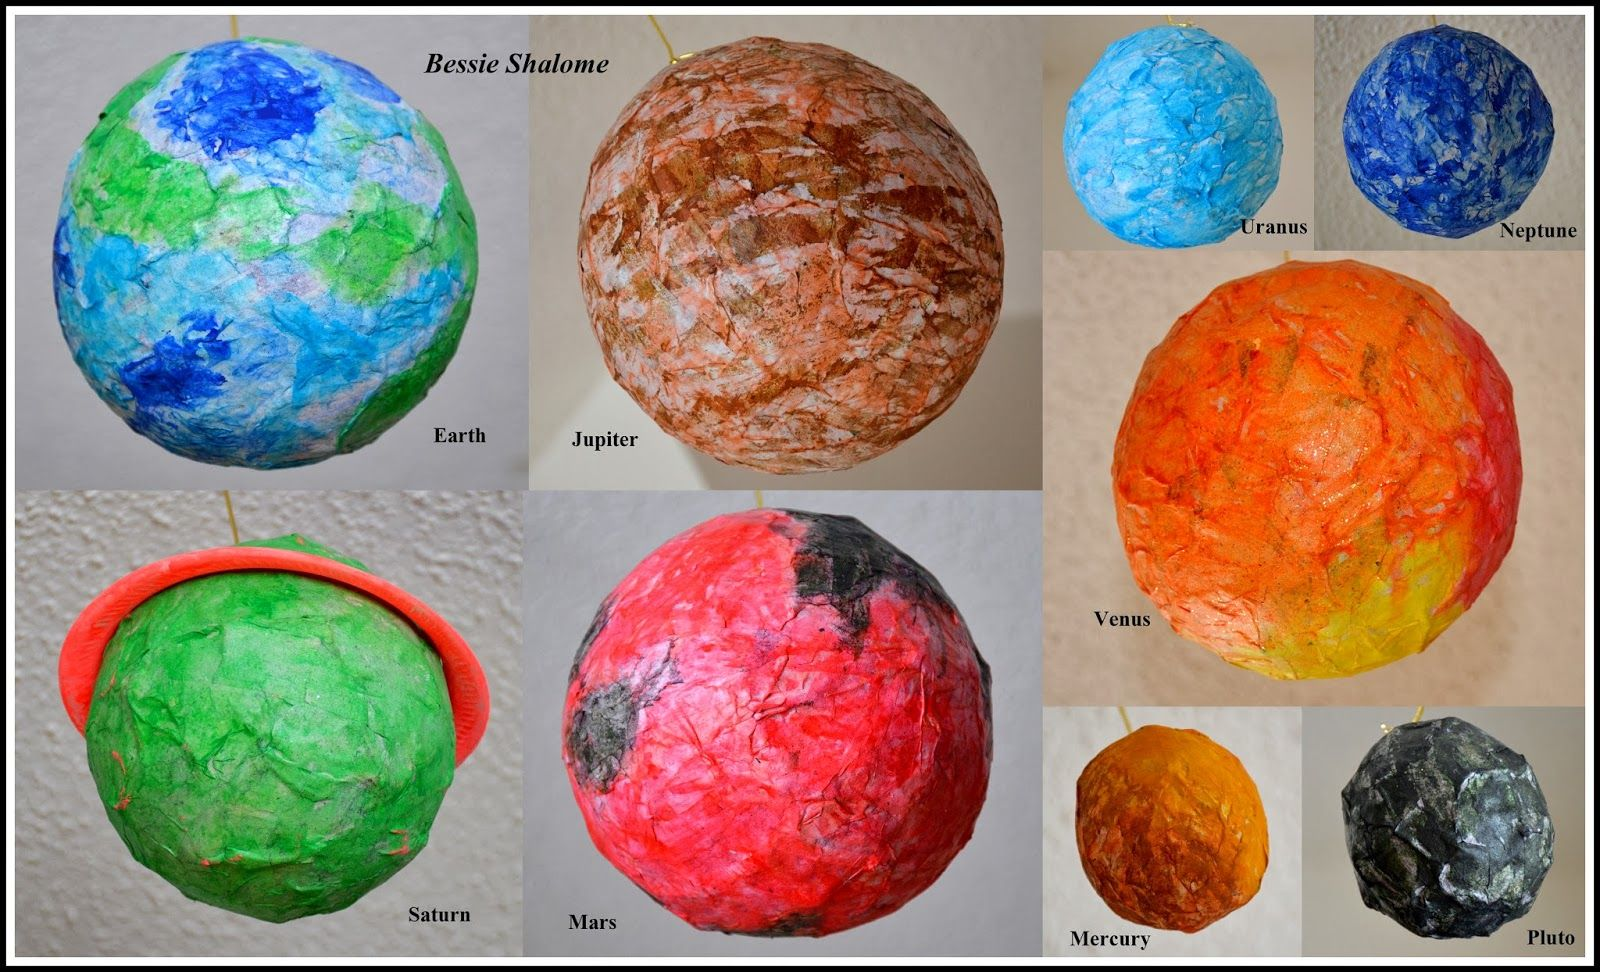 Bessie Shalome
Earth
Jupiter
Uranus
Neptune
Venus
Saturn
Mars
Mercury
Pluto